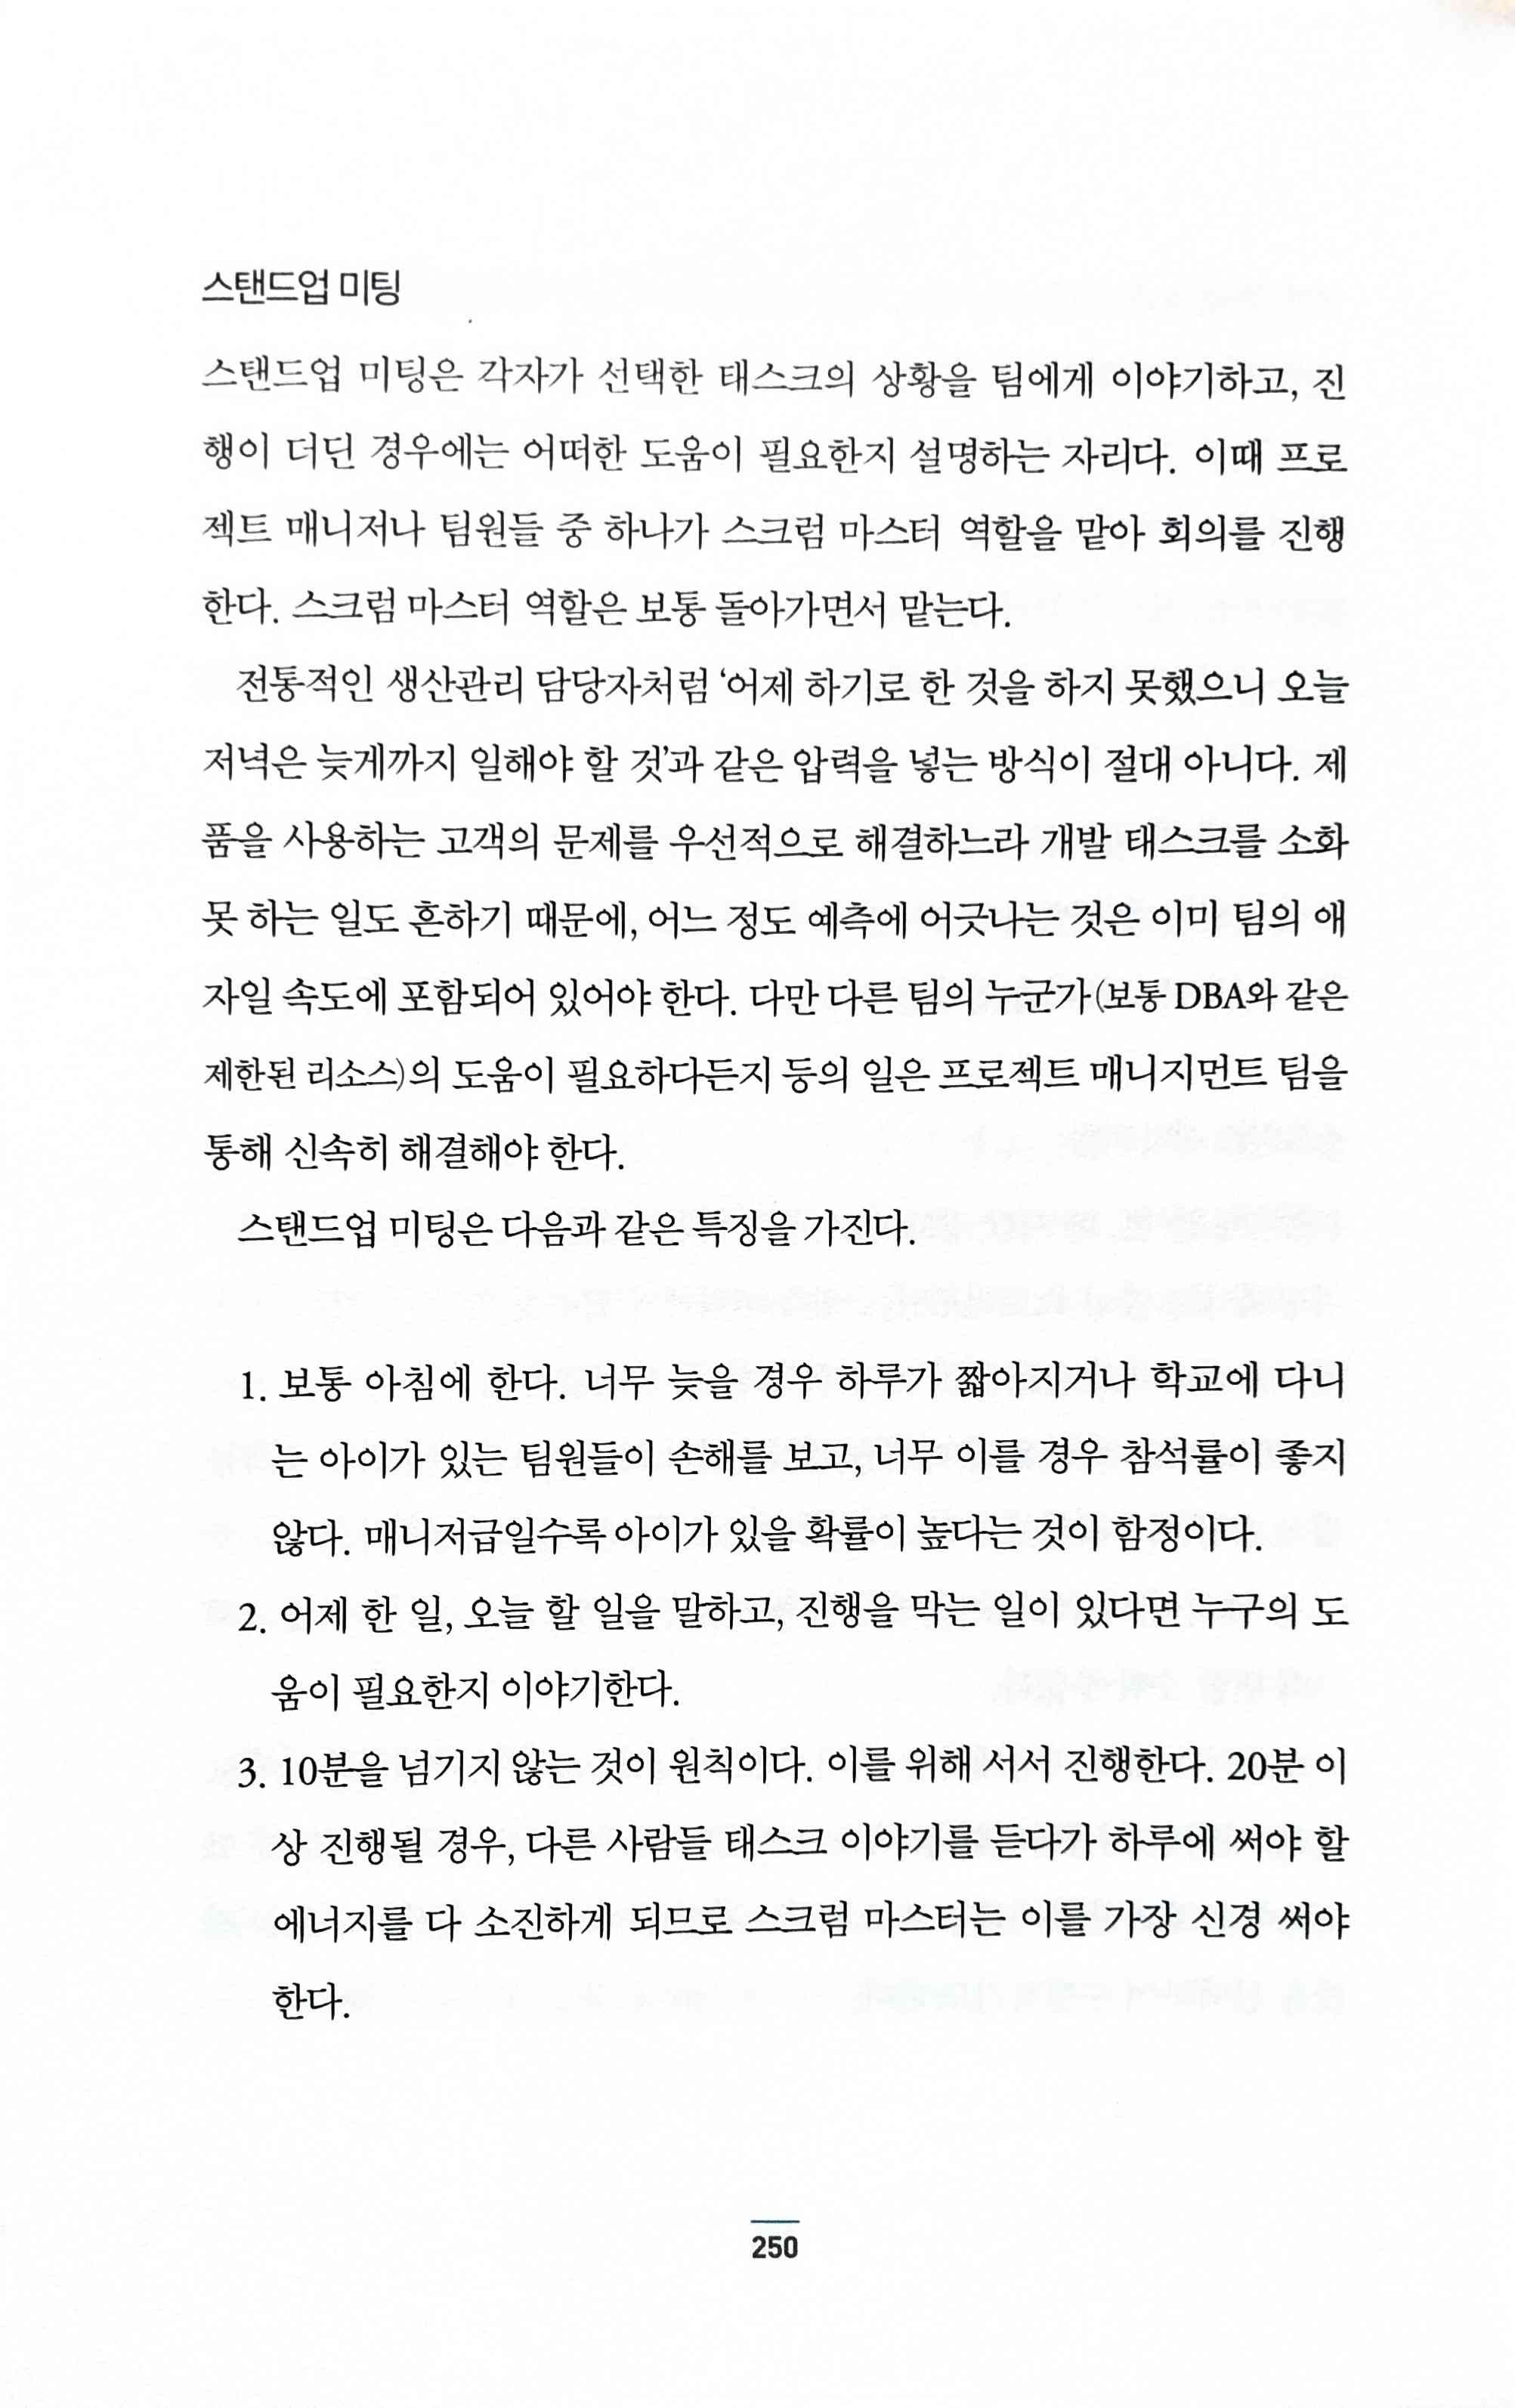 스탠드업 미팅
스탠드업 미팅은 각자가 선택한 태스크의 상황을 팀에게 이야기하고, 진
행이 더딘 경우에는 어떠한 도움이 필요한지 설명하는 자리다. 이때 프로
젝트 매니저나 팀원들 중 하나가 스크럼 마스터 역할을 맡아 회의를 진행
한다. 스크럼 마스터 역할은 보통 돌아가면서 맡는다.
전통적인 생산관리 담당자처럼 ‘어제 하기로 한 것을 하지 못했으니 오늘
저녁은 늦게까지 일해야 할 것’과 같은 압력을 넣는 방식이 절대 아니다. 제
품을 사용하는 고객의 문제를 우선적으로 해결하느라 개발 태스크를 소화
못 하는 일도 흔하기 때문에, 어느 정도 예측에 어긋나는 것은 이미 팀의 애
자일 속도에 포함되어 있어야 한다. 다만 다른 팀의 누군가(보통 DBA와 같은
제한된 리소스)의 도움이 필요하다든지 등의 일은 프로젝트 매니지먼트 팀을
통해 신속히 해결해야 한다.
스탠드업 미팅은 다음과 같은 특징을 가진다.
1. 보통 아침에 한다. 너무 늦을 경우 하루가 짧아지거나 학교에 다니
는 아이가 있는 팀원들이 손해를 보고, 너무 이를 경우 참석률이 좋지
않다. 매니저급일수록 아이가 있을 확률이 높다는 것이 함정이다.
2. 어제 한 일, 오늘 할 일을 말하고, 진행을 막는 일이 있다면 누구의 도
움이 필요한지 이야기한다.
3. 10분을 넘기지 않는 것이 원칙이다. 이를 위해 서서 진행한다. 20분 이
상 진행될 경우, 다른 사람들 태스크 이야기를 듣다가 하루에 써야 할
에너지를 다 소진하게 되므로 스크럼 마스터는 이를 가장 신경 써야
한다.
250